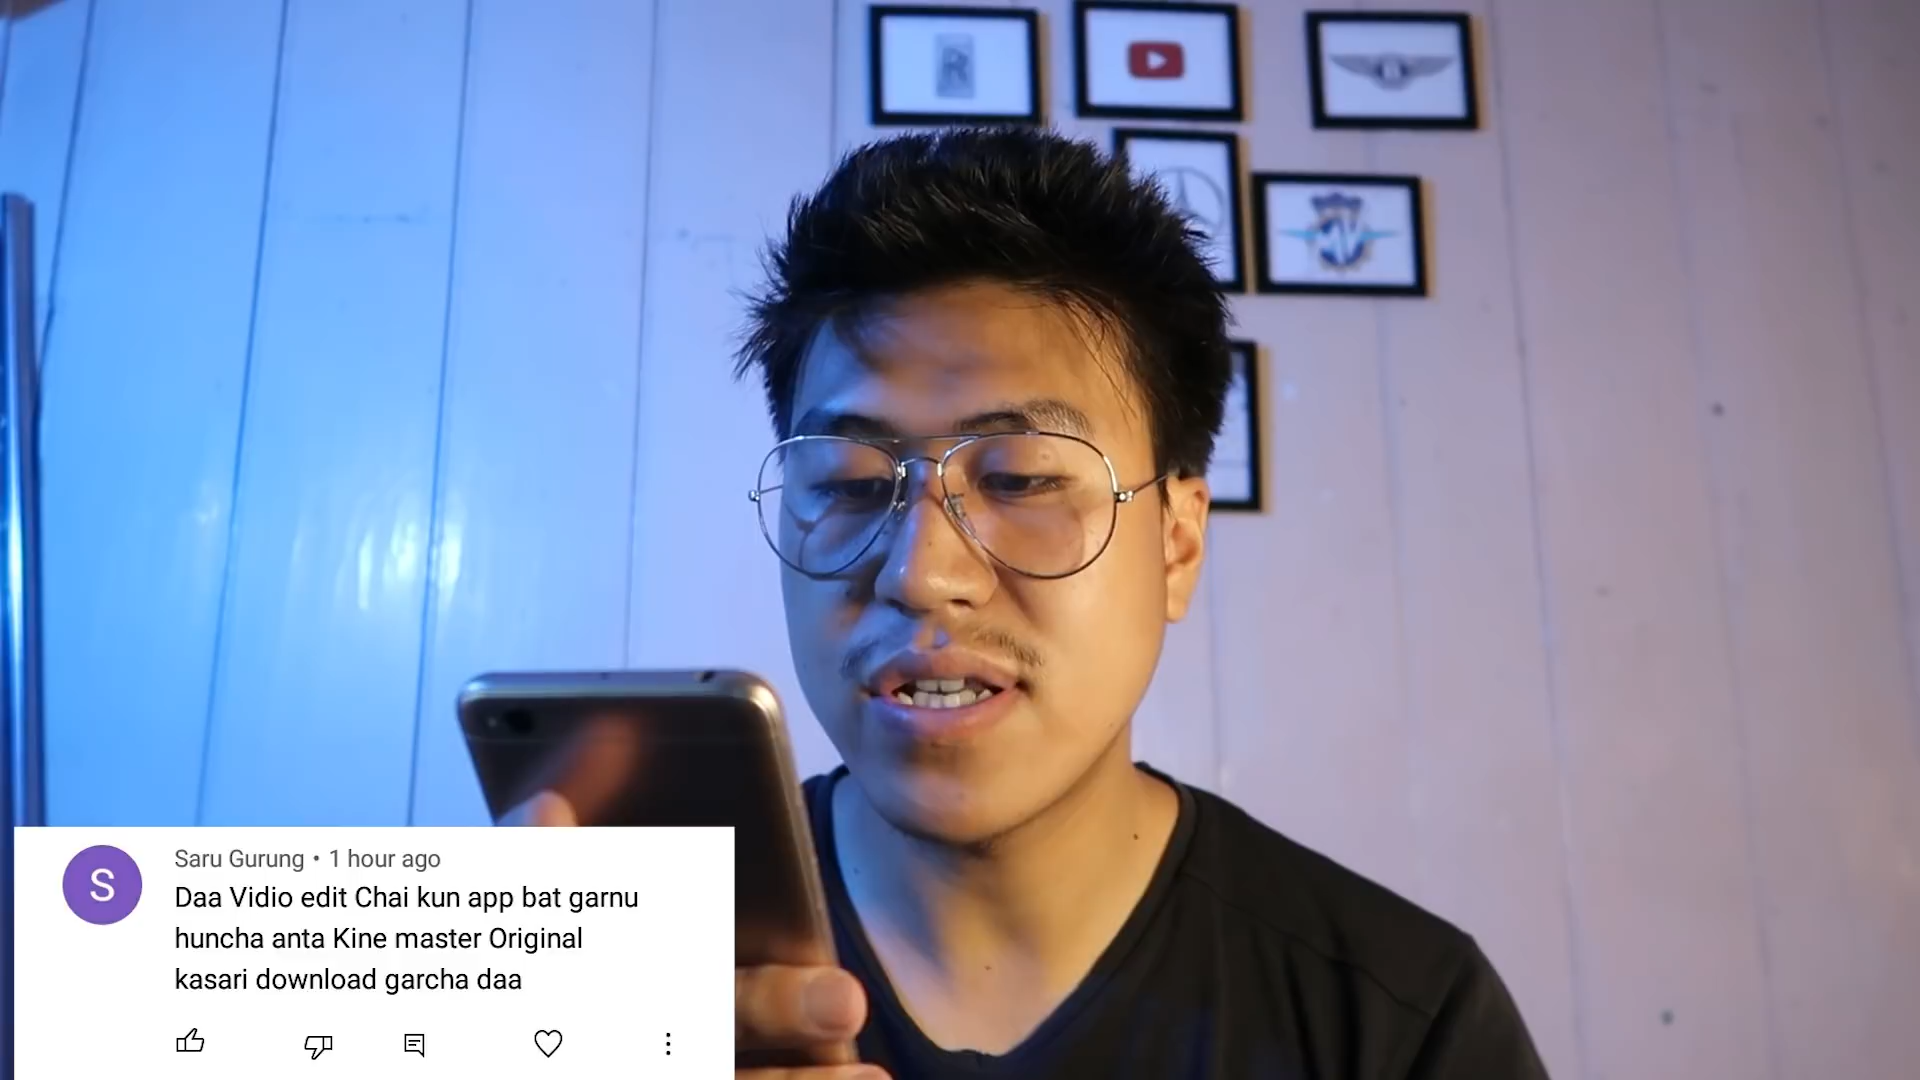 R
MV
S
Saru Gurung • 1 hour ago
Daa Vidio edit Chai kun app bat garnu
huncha anta Kine master Original
kasari download garcha daa